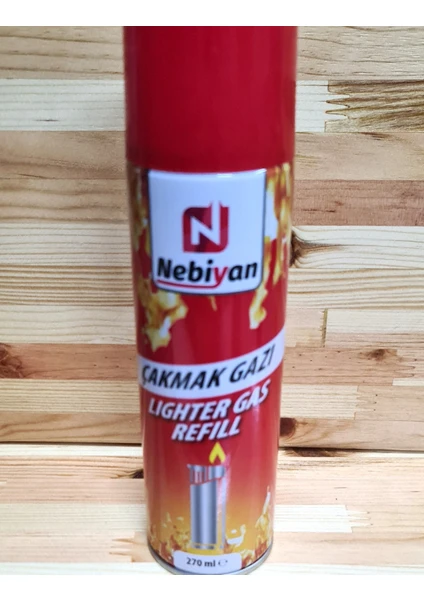 N
Nebiyan
ÇAKMAK GAZI
LIGHTER GAS
REFILL
270 ml ℮